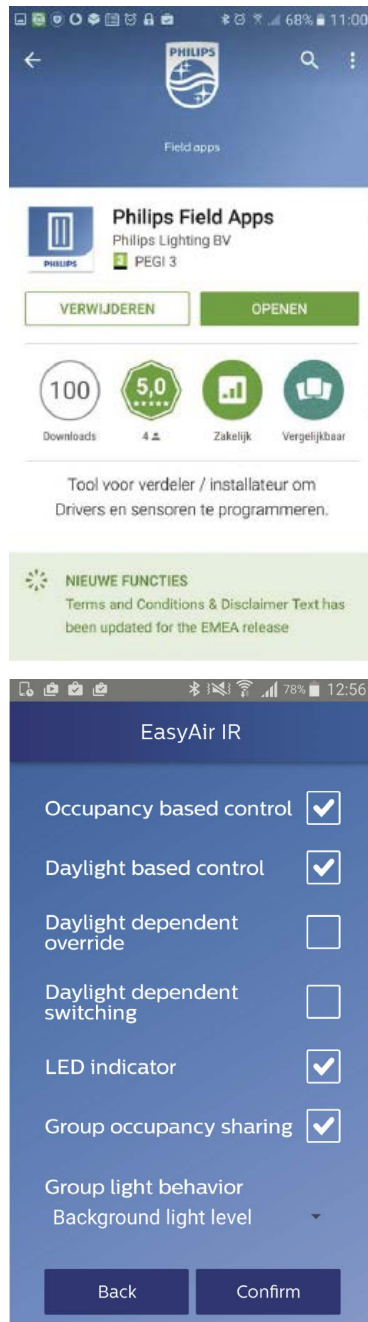 68% 11:00
PHILIPS
Field apps
Philips Field Apps
PHILIPS
Philips Lighting BV
3 PEGI 3
VERWIJDEREN
OPENEN
100
5,0
Downloads
4
Zakelijk
Vergelijkbaar
Tool voor verdeler / installateur om
Drivers en sensoren te programmeren.
NIEUWE FUNCTIES
Terms and Conditions & Disclaimer Text has
been updated for the EMEA release
78% 12:56
EasyAir IR
Occupancy based control
Daylight based control
Daylight dependent
override
Daylight dependent
switching
LED indicator
Group occupancy sharing
Group light behavior
Background light level
Back
Confirm